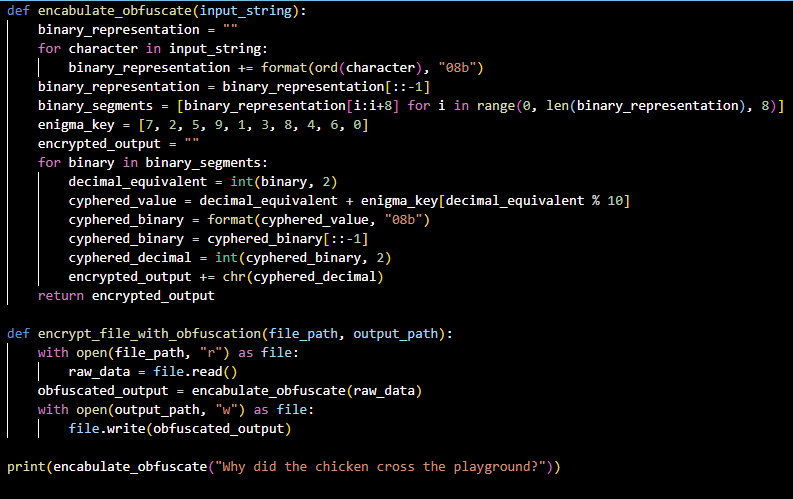 def encabulate_obfuscate(input_string):
    binary_representation = ""
    for character in input_string:
        binary_representation += format(ord(character), "08b")
    binary_representation = binary_representation[::-1]
    binary_segments = [binary_representation[i:i+8] for i in range(0, len(binary_representation), 8)]
    enigma_key = [7, 2, 5, 9, 1, 3, 8, 4, 6, 0]
    encrypted_output = ""
    for binary in binary_segments:
        decimal_equivalent = int(binary, 2)
        cyphered_value = decimal_equivalent + enigma_key[decimal_equivalent % 10]
        cyphered_binary = format(cyphered_value, "08b")
        cyphered_binary = cyphered_binary[::-1]
        cyphered_decimal = int(cyphered_binary, 2)
        encrypted_output += chr(cyphered_decimal)
    return encrypted_output

def encrypt_file_with_obfuscation(file_path, output_path):
    with open(file_path, "r") as file:
        raw_data = file.read()
    obfuscated_output = encabulate_obfuscate(raw_data)
    with open(output_path, "w") as file:
        file.write(obfuscated_output)

print(encabulate_obfuscate("Why did the chicken cross the playground?"))